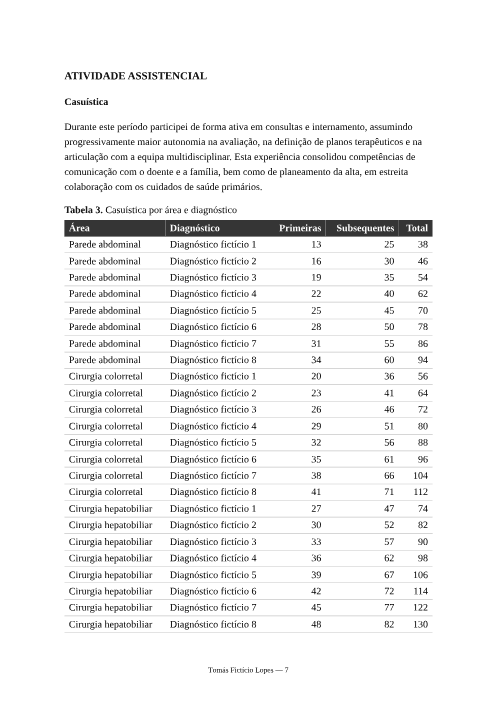 ATIVIDADE ASSISTENCIAL
Casuística
Durante este período participei de forma ativa em consultas e internamento, assumindo
progressivamente maior autonomia na avaliação, na definição de planos terapêuticos e na
articulação com a equipa multidisciplinar. Esta experiência consolidou competências de
comunicação com o doente e a família, bem como de planeamento da alta, em estreita
colaboração com os cuidados de saúde primários.
Tabela 3. Casuística por área e diagnóstico
Área Diagnóstico Primeiras Subsequentes Total
Parede abdominal Diagnóstico fictício 1 13 25 38
Parede abdominal Diagnóstico fictício 2 16 30 46
Parede abdominal Diagnóstico fictício 3 19 35 54
Parede abdominal Diagnóstico fictício 4 22 40 62
Parede abdominal Diagnóstico fictício 5 25 45 70
Parede abdominal Diagnóstico fictício 6 28 50 78
Parede abdominal Diagnóstico fictício 7 31 55 86
Parede abdominal Diagnóstico fictício 8 34 60 94
Cirurgia colorretal Diagnóstico fictício 1 20 36 56
Cirurgia colorretal Diagnóstico fictício 2 23 41 64
Cirurgia colorretal Diagnóstico fictício 3 26 46 72
Cirurgia colorretal Diagnóstico fictício 4 29 51 80
Cirurgia colorretal Diagnóstico fictício 5 32 56 88
Cirurgia colorretal Diagnóstico fictício 6 35 61 96
Cirurgia colorretal Diagnóstico fictício 7 38 66 104
Cirurgia colorretal Diagnóstico fictício 8 41 71 112
Cirurgia hepatobiliar Diagnóstico fictício 1 27 47 74
Cirurgia hepatobiliar Diagnóstico fictício 2 30 52 82
Cirurgia hepatobiliar Diagnóstico fictício 3 33 57 90
Cirurgia hepatobiliar Diagnóstico fictício 4 36 62 98
Cirurgia hepatobiliar Diagnóstico fictício 5 39 67 106
Cirurgia hepatobiliar Diagnóstico fictício 6 42 72 114
Cirurgia hepatobiliar Diagnóstico fictício 7 45 77 122
Cirurgia hepatobiliar Diagnóstico fictício 8 48 82 130
Tomás Fictício Lopes — 7